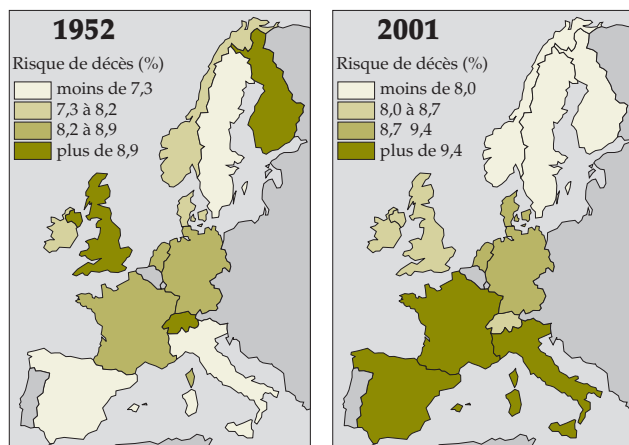 1952
Risque de décès (%)
moins de 7,3
7,3 à 8,2
8,2 à 8,9
plus de 8,9
2001
Risque de décès (%)
moins de 8,0
8,0 à 8,7
8,7 9,4
plus de 9,4